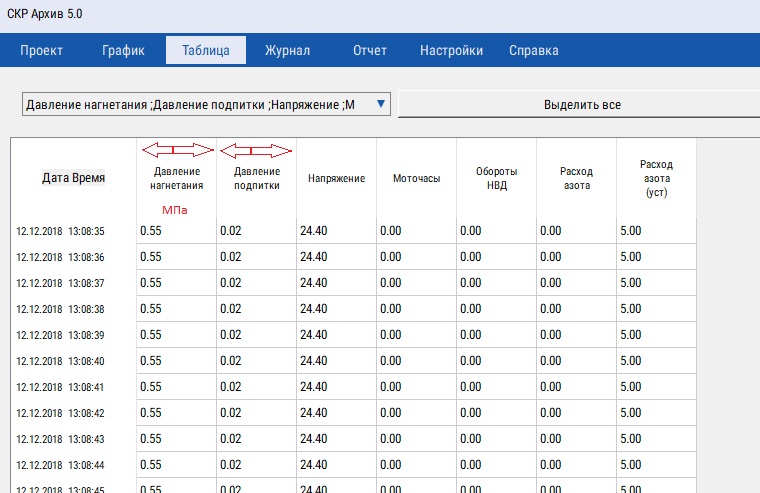 СКР Архив 5.0
Проект График Таблица Журнал Отчет Настройки Справка
Давление нагнетания ;Давление подпитки ;Напряжение ;М Выделить все
Дата Время Давление нагнетания Давление подпитки Напряжение Моточасы Обороты НВД Расход азота Расход азота (уст)
МПа
12.12.2018 13:08:35 0.55 0.02 24.40 0.00 0.00 0.00 5.00
12.12.2018 13:08:36 0.55 0.02 24.40 0.00 0.00 0.00 5.00
12.12.2018 13:08:37 0.55 0.02 24.40 0.00 0.00 0.00 5.00
12.12.2018 13:08:38 0.55 0.02 24.40 0.00 0.00 0.00 5.00
12.12.2018 13:08:39 0.55 0.02 24.40 0.00 0.00 0.00 5.00
12.12.2018 13:08:40 0.55 0.02 24.40 0.00 0.00 0.00 5.00
12.12.2018 13:08:41 0.55 0.02 24.40 0.00 0.00 0.00 5.00
12.12.2018 13:08:42 0.55 0.02 24.40 0.00 0.00 0.00 5.00
12.12.2018 13:08:43 0.55 0.02 24.40 0.00 0.00 0.00 5.00
12.12.2018 13:08:44 0.55 0.02 24.40 0.00 0.00 0.00 5.00
12.12.2018 13:08:45 0.55 0.02 24.40 0.00 0.00 0.00 5.00